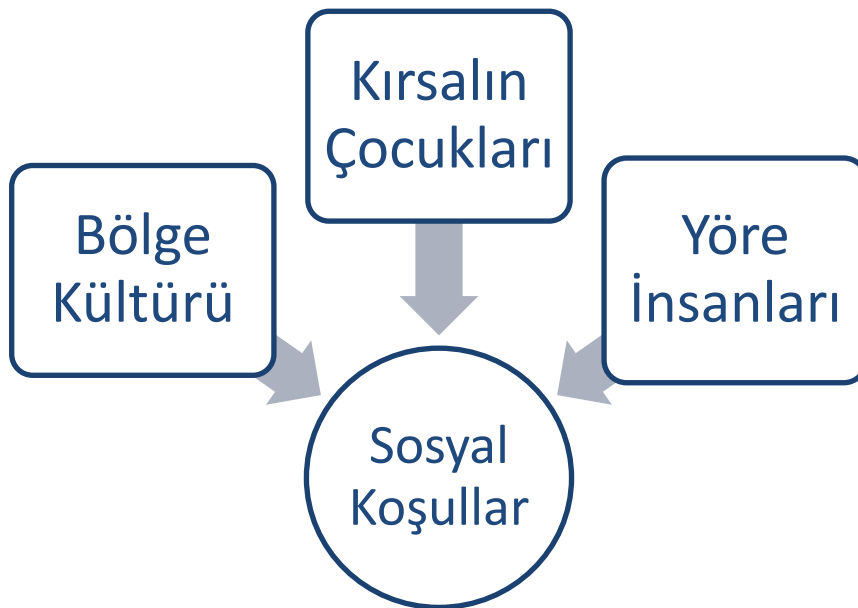 Kırsalın
Çocukları
Bölge
Kültürü
Yöre
İnsanları
Sosyal
Koşullar